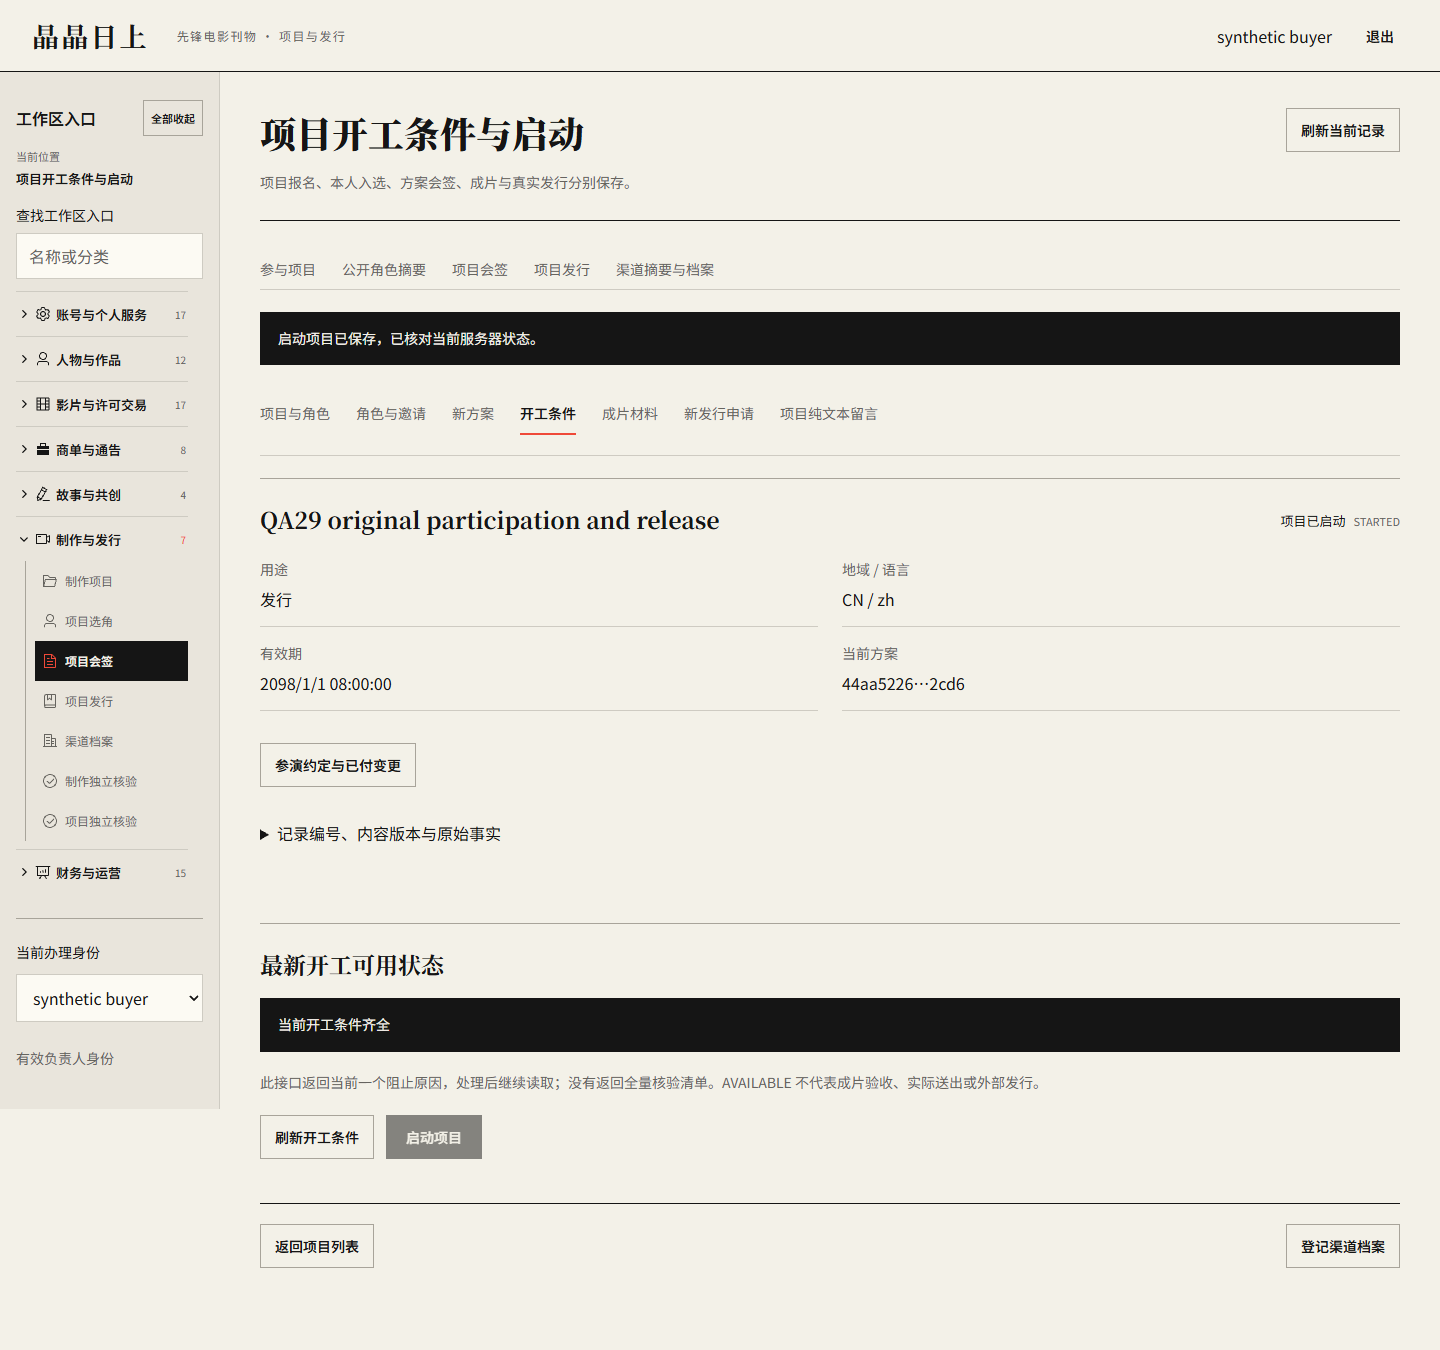 晶晶日上
先锋电影刊物 · 项目与发行
synthetic buyer
退出
工作区入口
全部收起
当前位置
项目开工条件与启动
查找工作区入口
名称或分类
账号与个人服务 17
人物与作品 12
影片与许可交易 17
商单与通告 8
故事与共创 4
制作与发行 7
制作项目
项目选角
项目会签
项目发行
渠道档案
制作独立核验
项目独立核验
财务与运营 15
当前办理身份
synthetic buyer
有效负责人身份
项目开工条件与启动
刷新当前记录
项目报名、本人入选、方案会签、成片与真实发行分别保存。
参与项目 公开角色摘要 项目会签 项目发行 渠道摘要与档案
启动项目已保存，已核对当前服务器状态。
项目与角色 角色与邀请 新方案 开工条件 成片材料 新发行申请 项目纯文本留言
QA29 original participation and release
项目已启动 STARTED
用途
发行
地域 / 语言
CN / zh
有效期
2098/1/1 08:00:00
当前方案
44aa5226…2cd6
参演约定与已付变更
记录编号、内容版本与原始事实
最新开工可用状态
当前开工条件齐全
此接口返回当前一个阻止原因，处理后继续读取；没有返回全量核验清单。AVAILABLE 不代表成片验收、实际送出或外部发行。
刷新开工条件
启动项目
返回项目列表
登记渠道档案